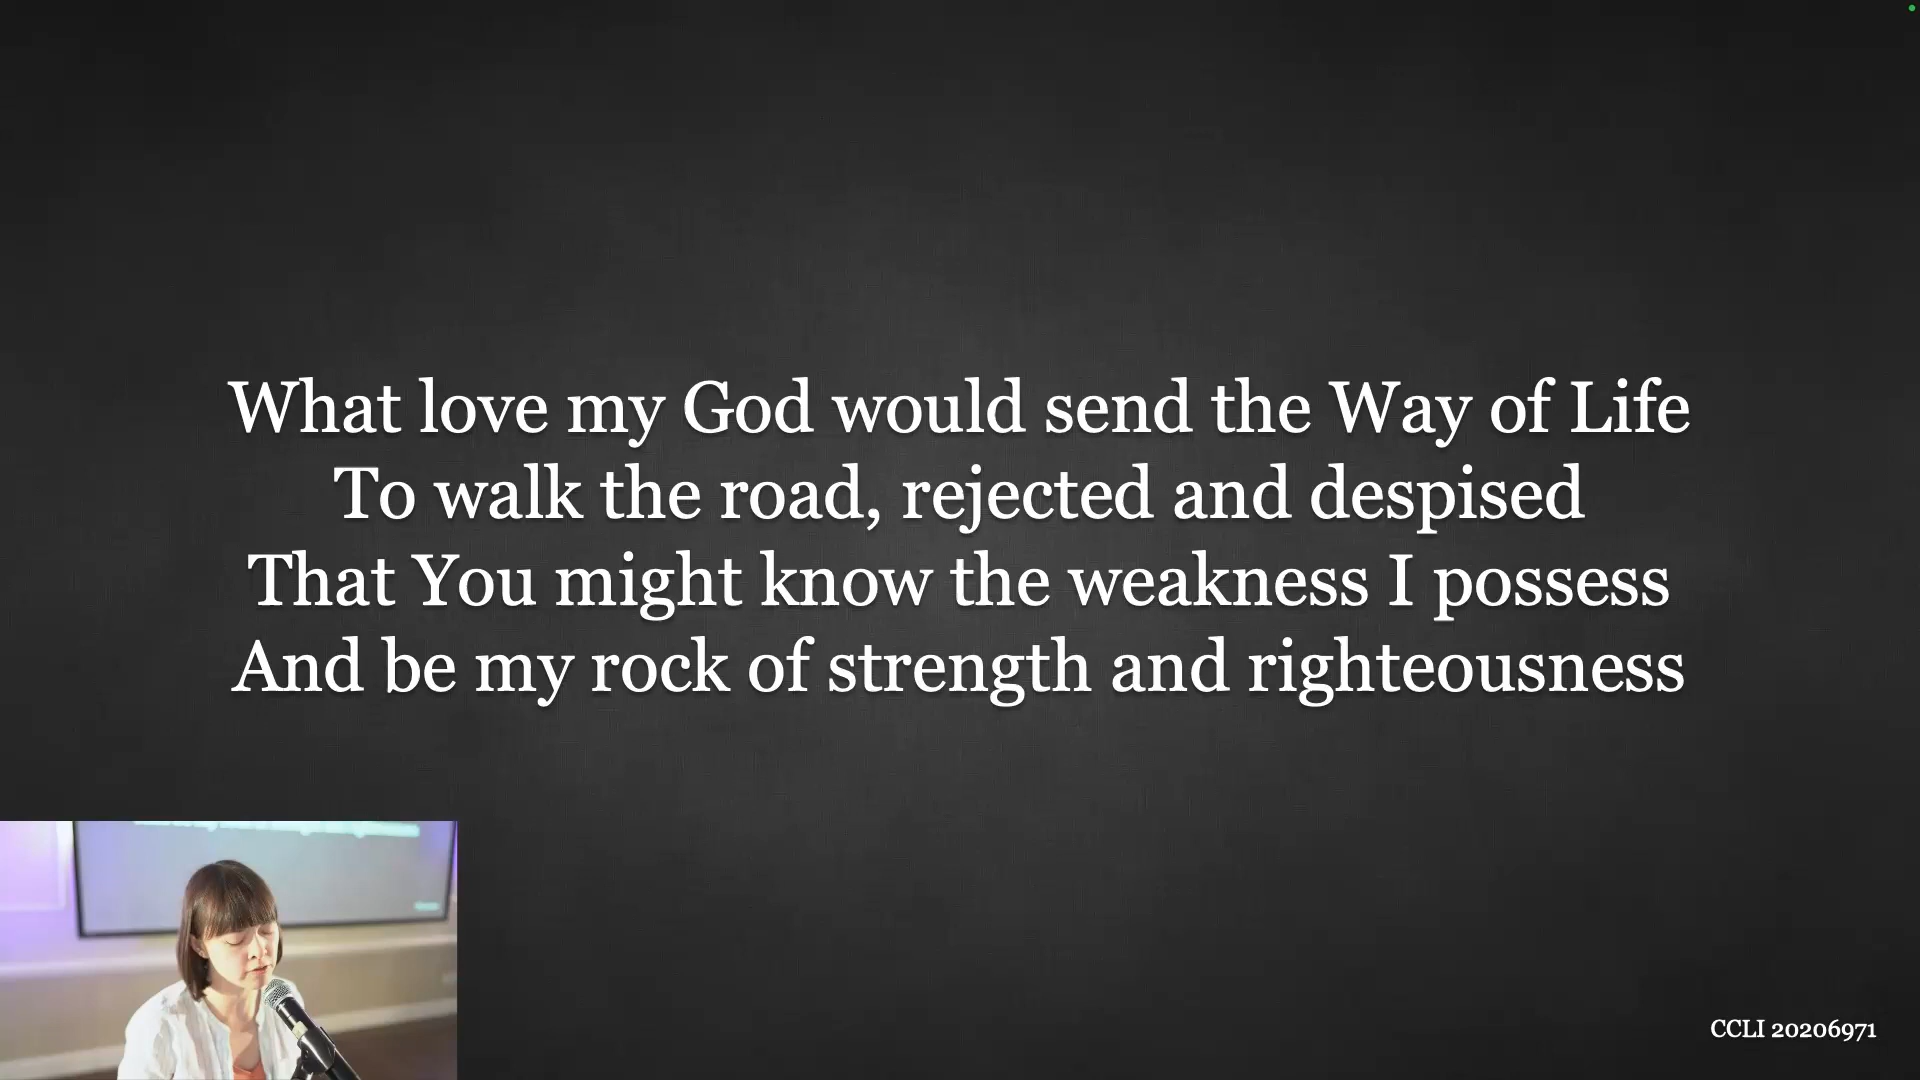 What love my God would send the Way of Life
To walk the road, rejected and despised
That You might know the weakness I possess
And be my rock of strength and righteousness
CCLI 20206971